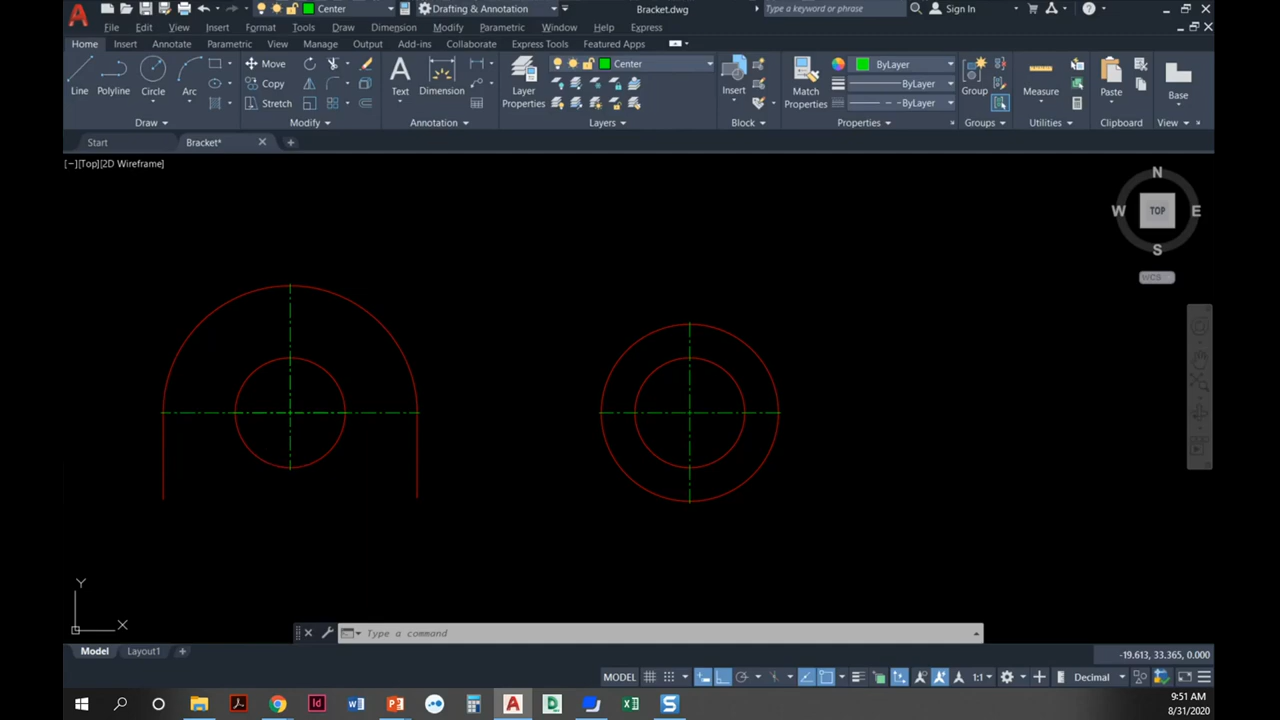 Center
Drafting & Annotation
Bracket.dwg
Type a keyword or phrase
Sign In
File
Edit
View
Insert
Format
Tools
Draw
Dimension
Modify
Parametric
Window
Help
Express
Home
Insert
Annotate
Parametric
View
Manage
Output
Add-ins
Collaborate
Express Tools
Featured Apps
Line
Polyline
Circle
Arc
Move
Copy
Stretch
Text
Dimension
Layer
Properties
Center
Insert
Match
Properties
ByLayer
ByLayer
ByLayer
Group
Measure
Paste
Base
Draw
Modify
Annotation
Layers
Block
Properties
Groups
Utilities
Clipboard
View
Start
Bracket*
[−][Top][2D Wireframe]
N
W
TOP
E
S
WCS
Y
X
Type a command
Model
Layout1
-19.613, 33.365, 0.000
MODEL
1:1
Decimal
9:51 AM
8/31/2020